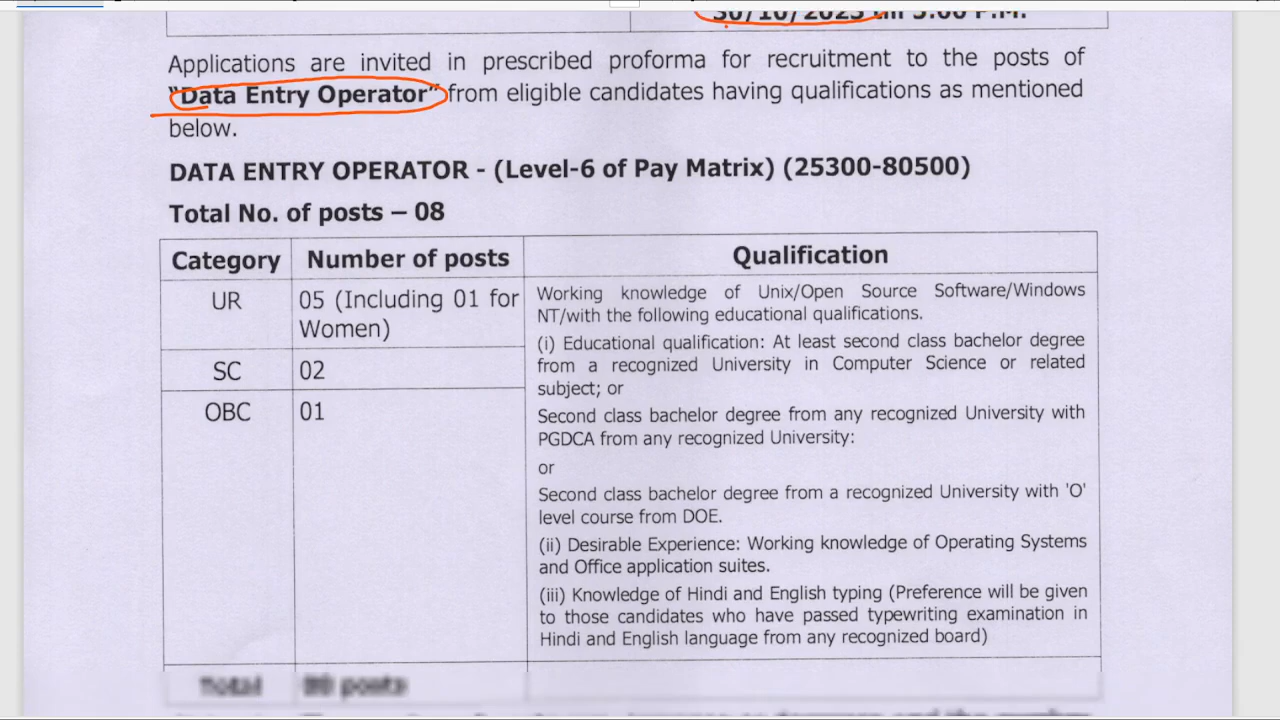 30/10/2023 till 5:00 P.M.
Applications are invited in prescribed proforma for recruitment to the posts of
"Data Entry Operator" from eligible candidates having qualifications as mentioned
below.
DATA ENTRY OPERATOR - (Level-6 of Pay Matrix) (25300-80500)
Total No. of posts – 08
Category Number of posts Qualification
UR 05 (Including 01 for
Women)
SC 02
OBC 01
Working knowledge of Unix/Open Source Software/Windows
NT/with the following educational qualifications.
(i) Educational qualification: At least second class bachelor degree
from a recognized University in Computer Science or related
subject; or
Second class bachelor degree from any recognized University with
PGDCA from any recognized University:
or
Second class bachelor degree from a recognized University with 'O'
level course from DOE.
(ii) Desirable Experience: Working knowledge of Operating Systems
and Office application suites.
(iii) Knowledge of Hindi and English typing (Preference will be given
to those candidates who have passed typewriting examination in
Hindi and English language from any recognized board)
Total posts